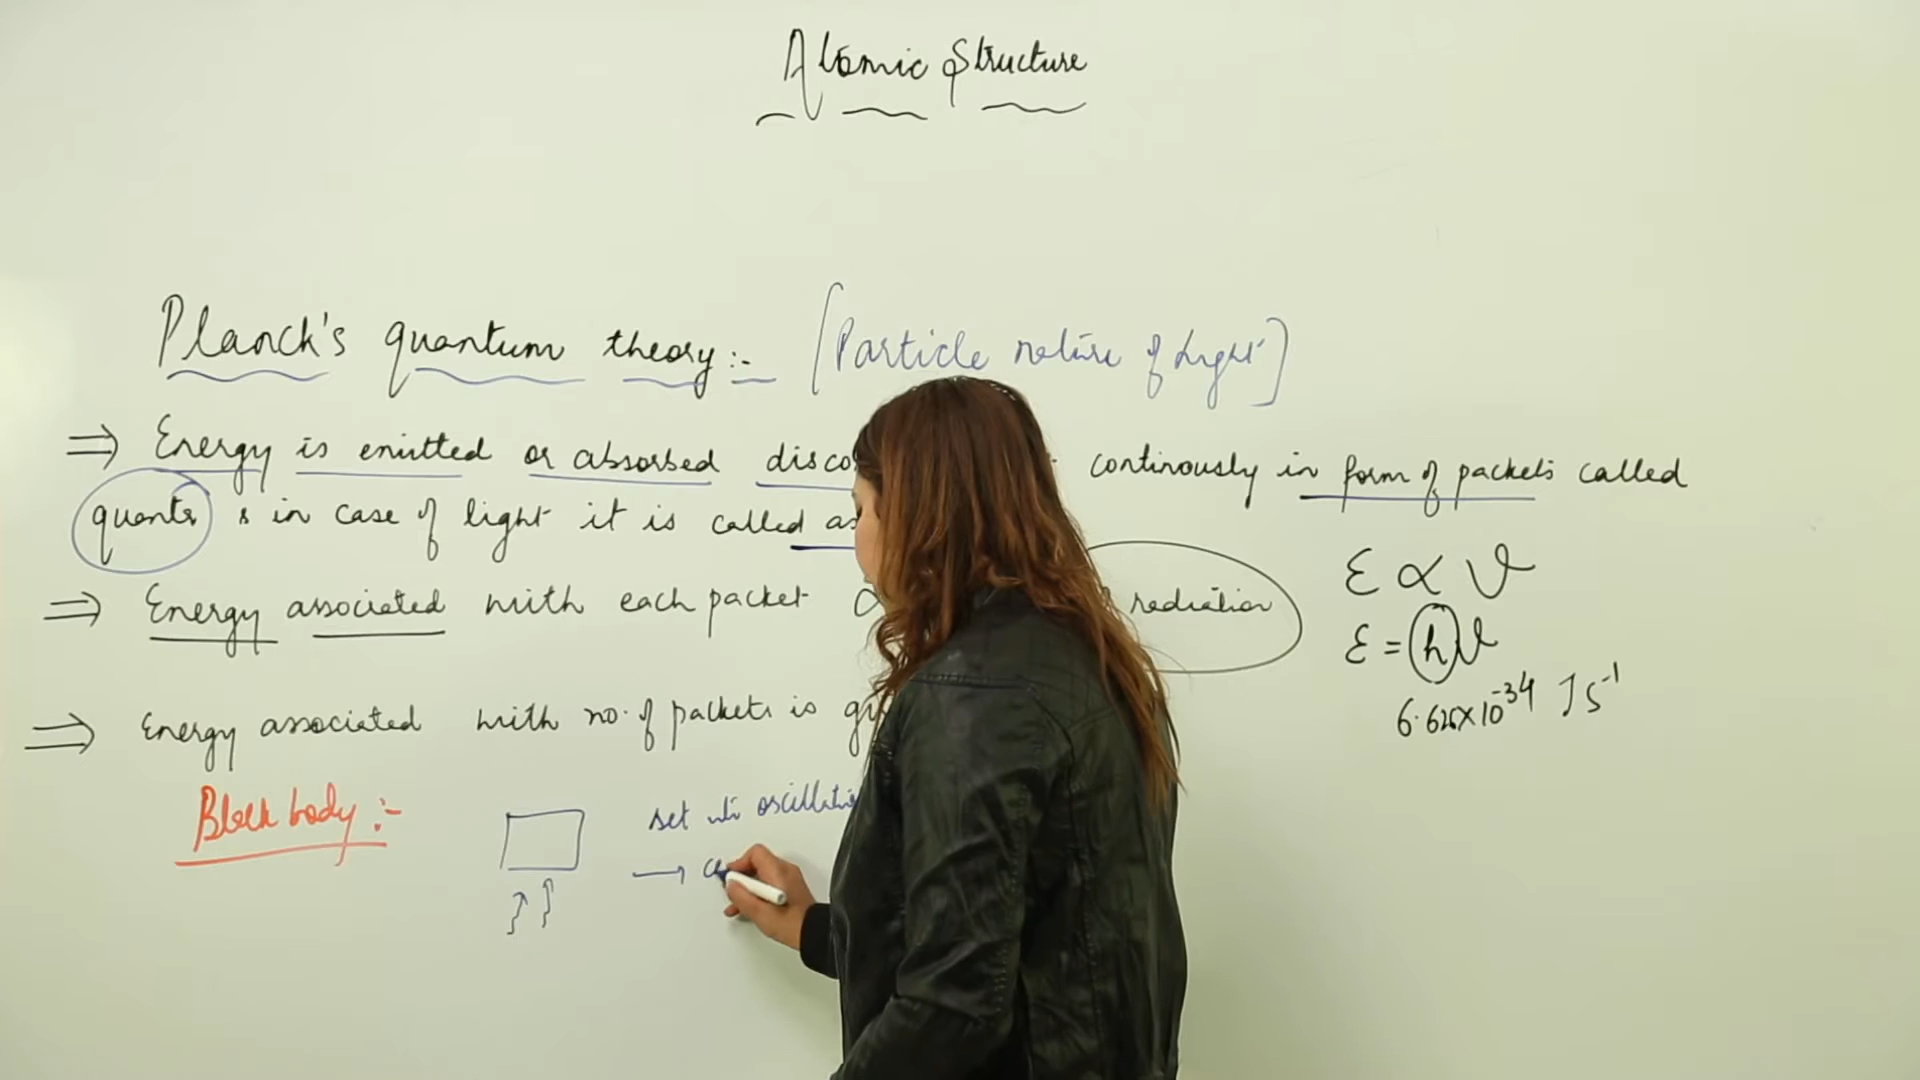 Atomic Structure
Planck's quantum theory:- [Particle nature of Light]
⇒ Energy is emitted or absorbed disco continously in form of packets called
quanta & in case of light it is called as
⇒ Energy associated with each packet ∝ radiation
E ∝ ν
E = hν
6.626×10⁻³⁴ J S⁻¹
⇒ Energy associated with no. of packets is
Black body:-
set into oscillatio
→